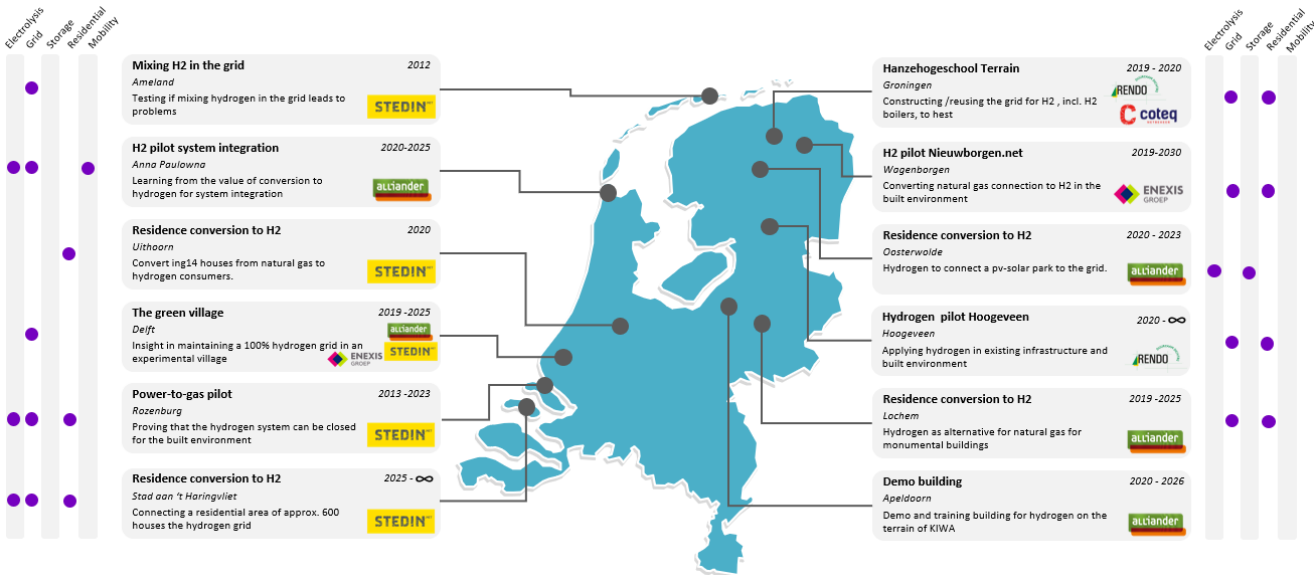 Electrolysis
Grid
Storage
Residential
Mobility
Mixing H2 in the grid 2012
Ameland
Testing if mixing hydrogen in the grid leads to
problems
STEDIN
H2 pilot system integration 2020-2025
Anna Paulowna
Learning from the value of conversion to
hydrogen for system integration
alliander
Residence conversion to H2 2020
Uithoorn
Convert ing14 houses from natural gas to
hydrogen consumers.
STEDIN
The green village 2019 -2025
Delft
Insight in maintaining a 100% hydrogen grid in an
experimental village
alliander
ENEXIS
GROEP
STEDIN
Power-to-gas pilot 2013 -2023
Rozenburg
Proving that the hydrogen system can be closed
for the built environment
STEDIN
Residence conversion to H2 2025 - ∞
Stad aan 't Haringvliet
Connecting a residential area of approx. 600
houses the hydrogen grid
STEDIN
Hanzehogeschool Terrain 2019 - 2020
Groningen
Constructing /reusing the grid for H2 , incl. H2
boilers, to hest
RENDO
coteq
H2 pilot Nieuwborgen.net 2019-2030
Wagenborgen
Converting natural gas connection to H2 in the
built environment
ENEXIS
GROEP
Residence conversion to H2 2020 - 2023
Oosterwolde
Hydrogen to connect a pv-solar park to the grid.
alliander
Hydrogen pilot Hoogeveen 2020 - ∞
Hoogeveen
Applying hydrogen in existing infrastructure and
built environment
RENDO
Residence conversion to H2 2019-2025
Lochem
Hydrogen as alternative for natural gas for
monumental buildings
alliander
Demo building 2020 - 2026
Apeldoorn
Demo and training building for hydrogen on the
terrain of KIWA
alliander
Electrolysis
Grid
Storage
Residential
Mobility